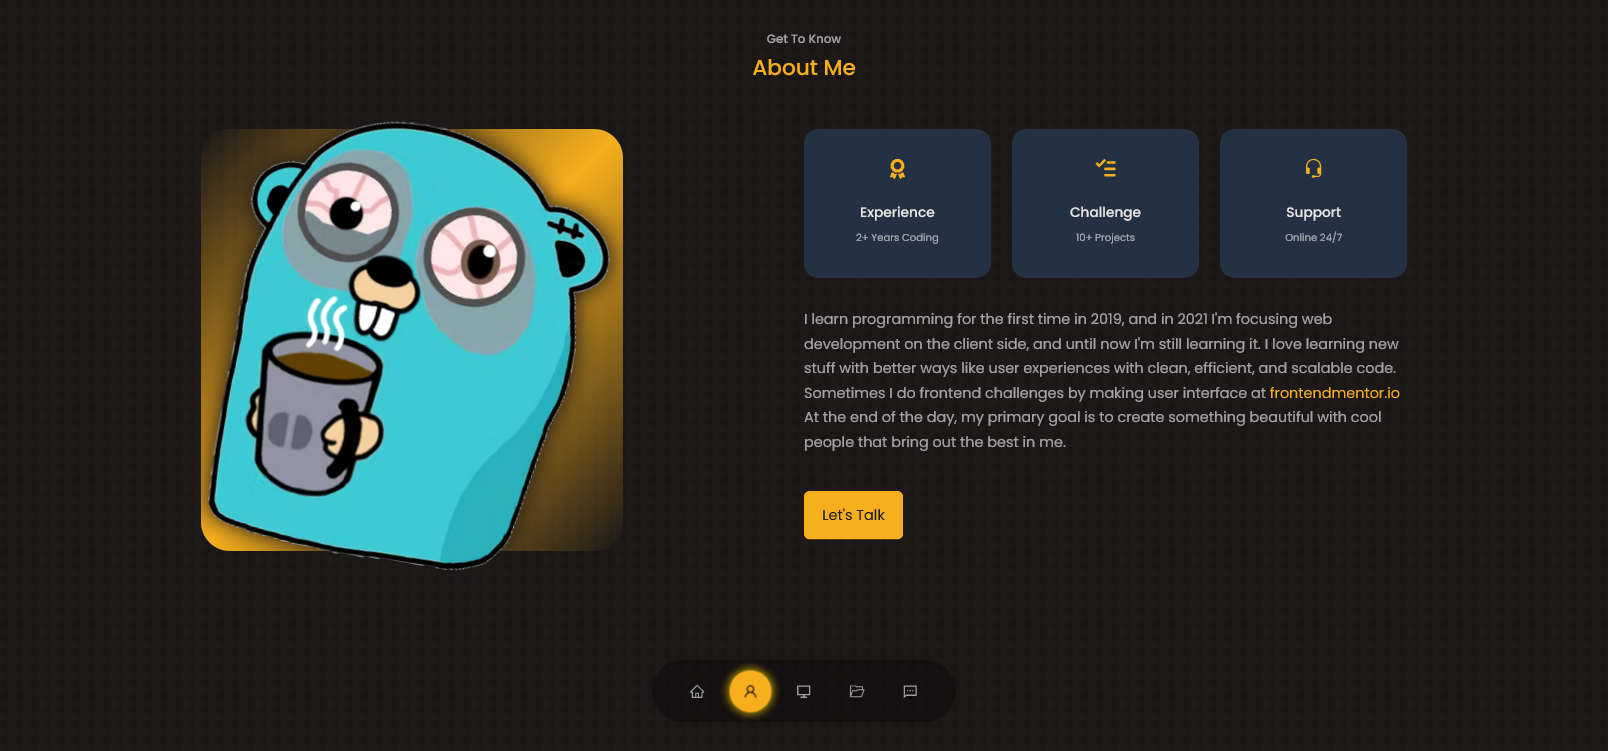 Get To Know
About Me
Experience
2+ Years Coding
Challenge
10+ Projects
Support
Online 24/7
I learn programming for the first time in 2019, and in 2021 I'm focusing web
development on the client side, and until now I'm still learning it. I love learning new
stuff with better ways like user experiences with clean, efficient, and scalable code.
Sometimes I do frontend challenges by making user interface at frontendmentor.io
At the end of the day, my primary goal is to create something beautiful with cool
people that bring out the best in me.
Let's Talk